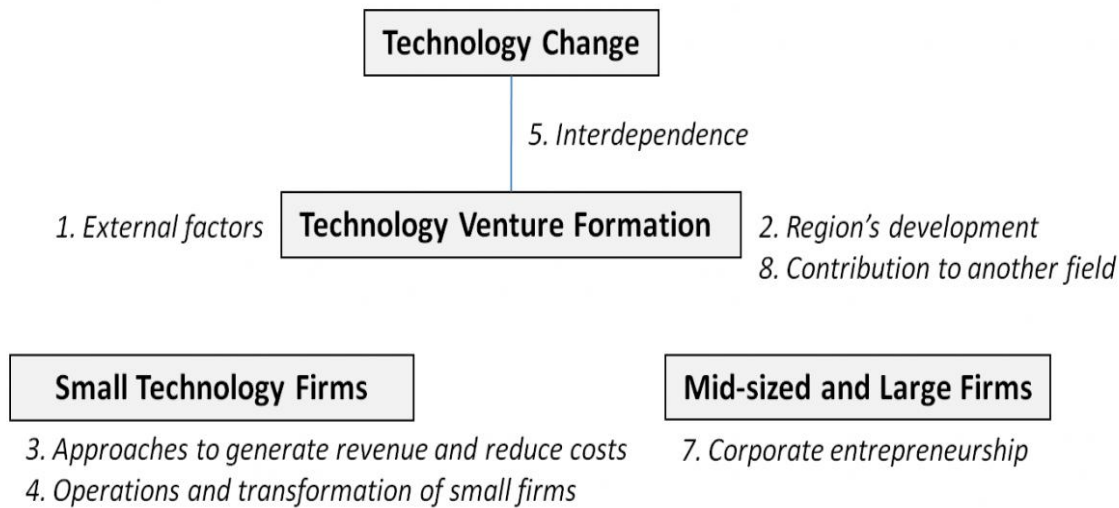 Technology Change
5. Interdependence
1. External factors
Technology Venture Formation
2. Region's development
8. Contribution to another field
Small Technology Firms
3. Approaches to generate revenue and reduce costs
4. Operations and transformation of small firms
Mid-sized and Large Firms
7. Corporate entrepreneurship